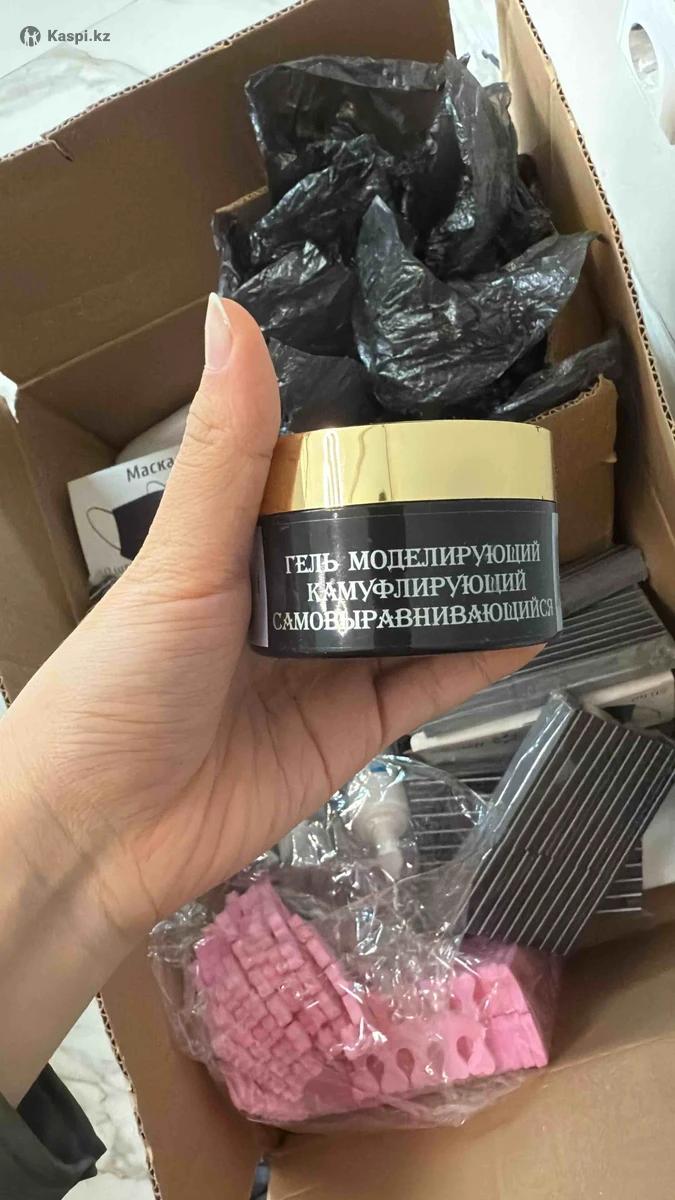 Kaspi.kz
Маска
ГЕЛЬ МОДЕЛИРУЮЩИЙ
КАМУФЛИРУЮЩИЙ
САМОВЫРАВНИВАЮЩИЙСЯ